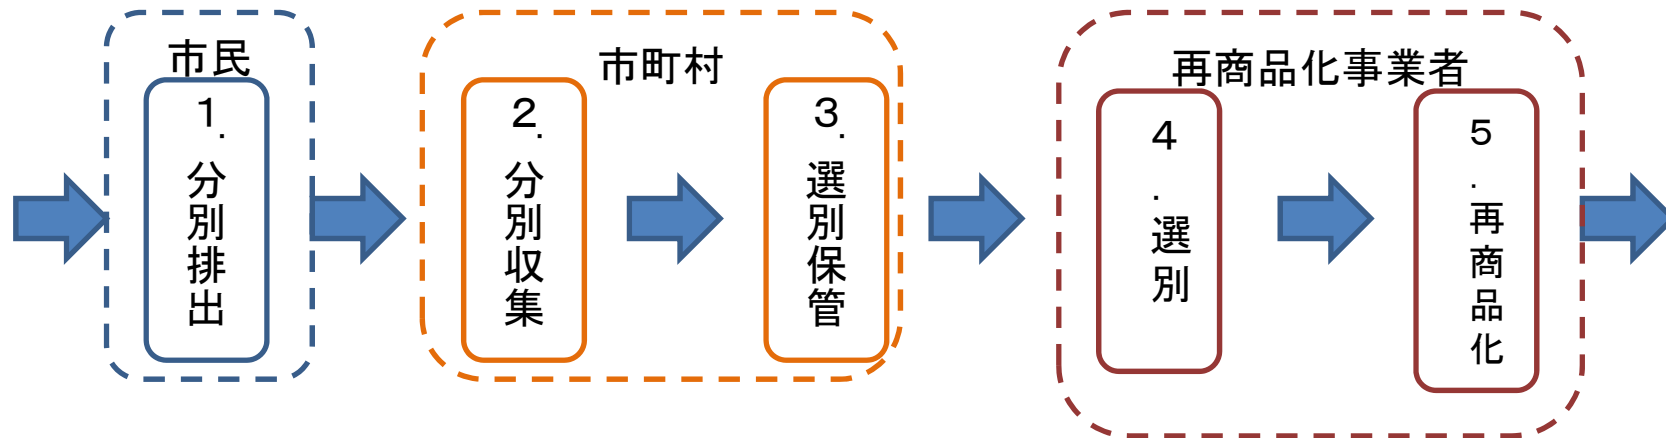 市民
１．分別排出
市町村
２．分別収集
３．選別保管
再商品化事業者
４．選別
５．再商品化